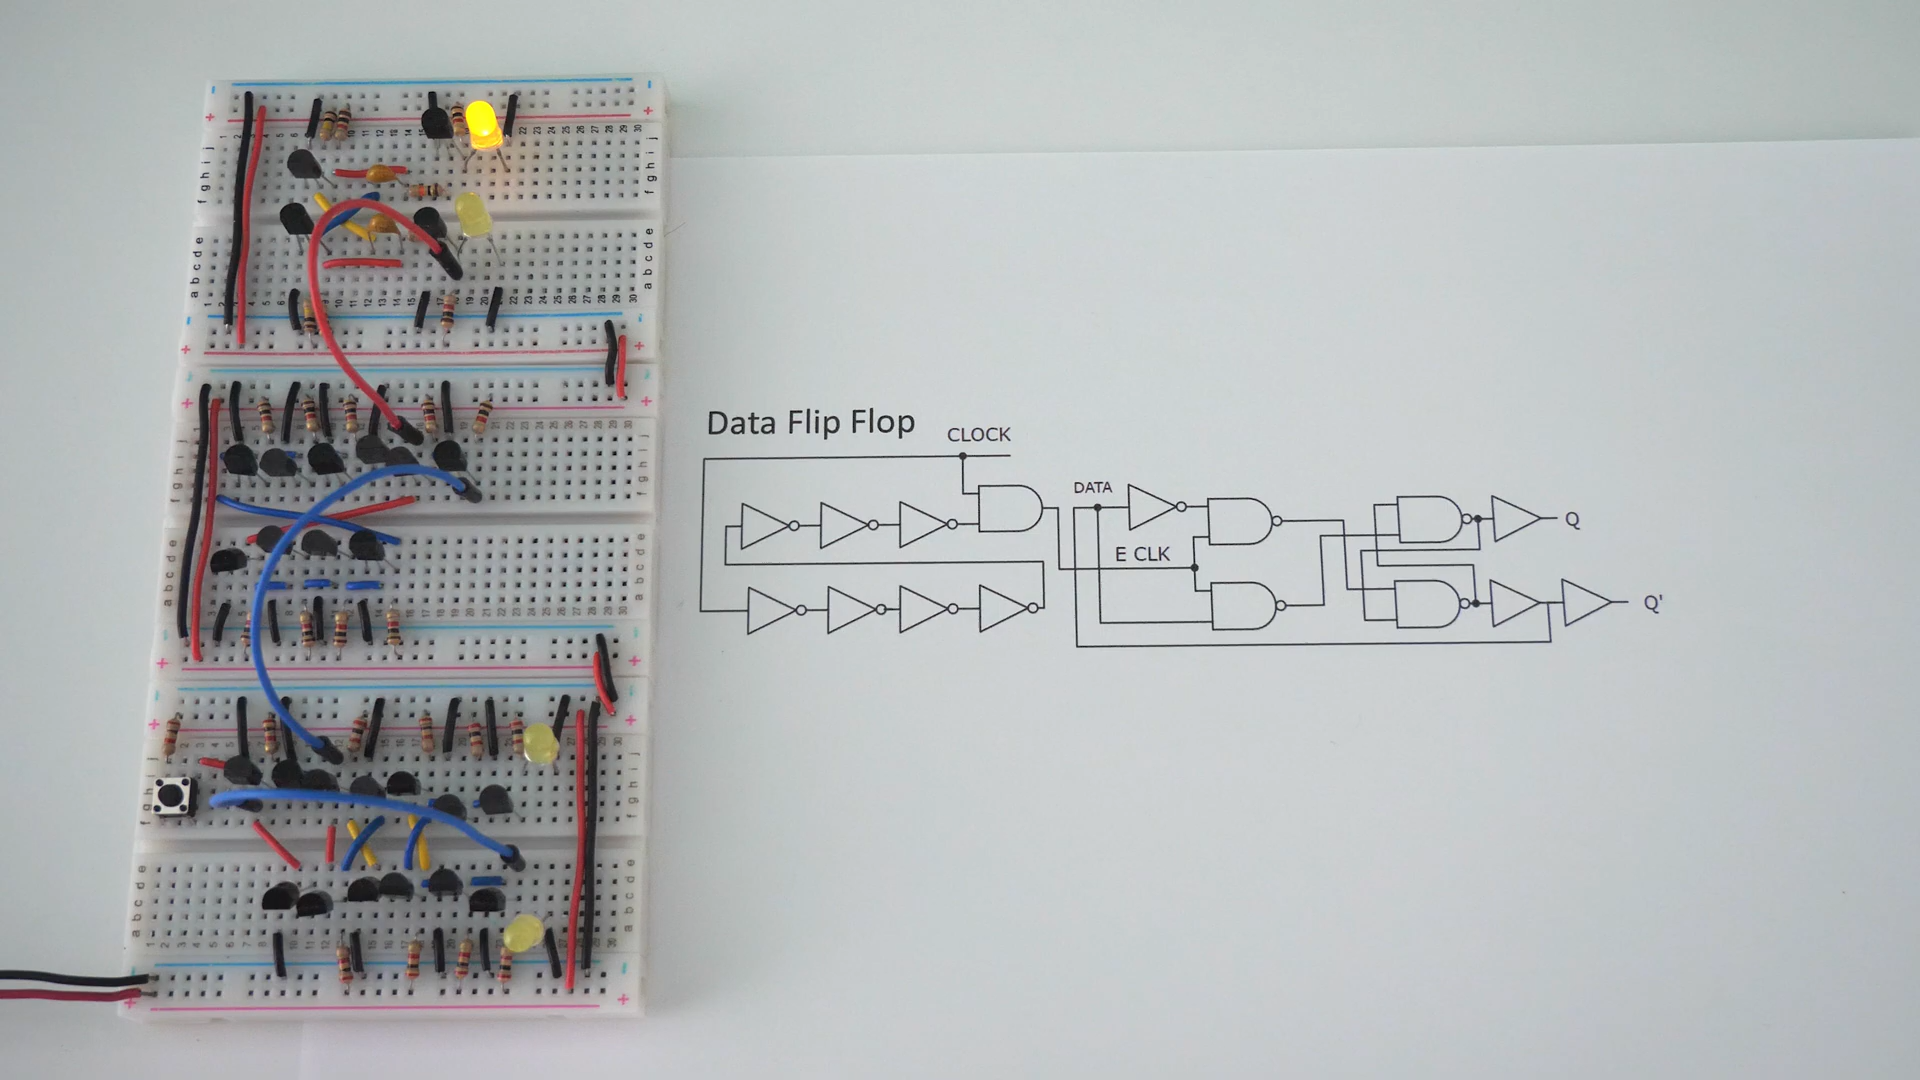 Data Flip Flop
CLOCK
DATA
E CLK
Q
Q'